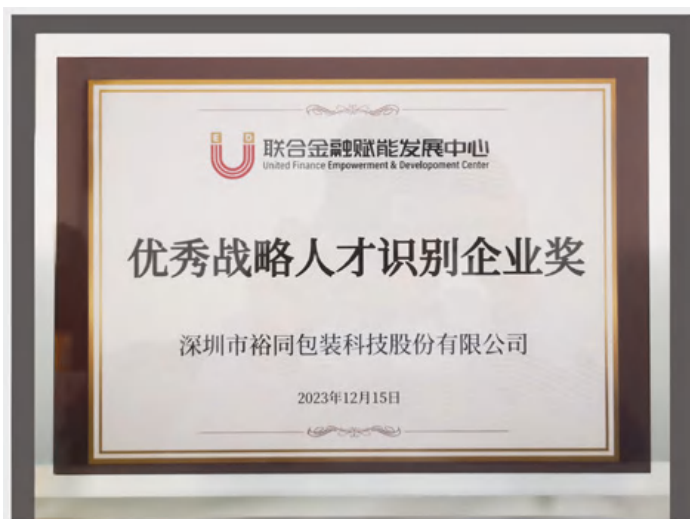 E D
联合金融赋能发展中心
United Finance Empowerment & Developoment Center
优秀战略人才识别企业奖
深圳市裕同包装科技股份有限公司
2023年12月15日